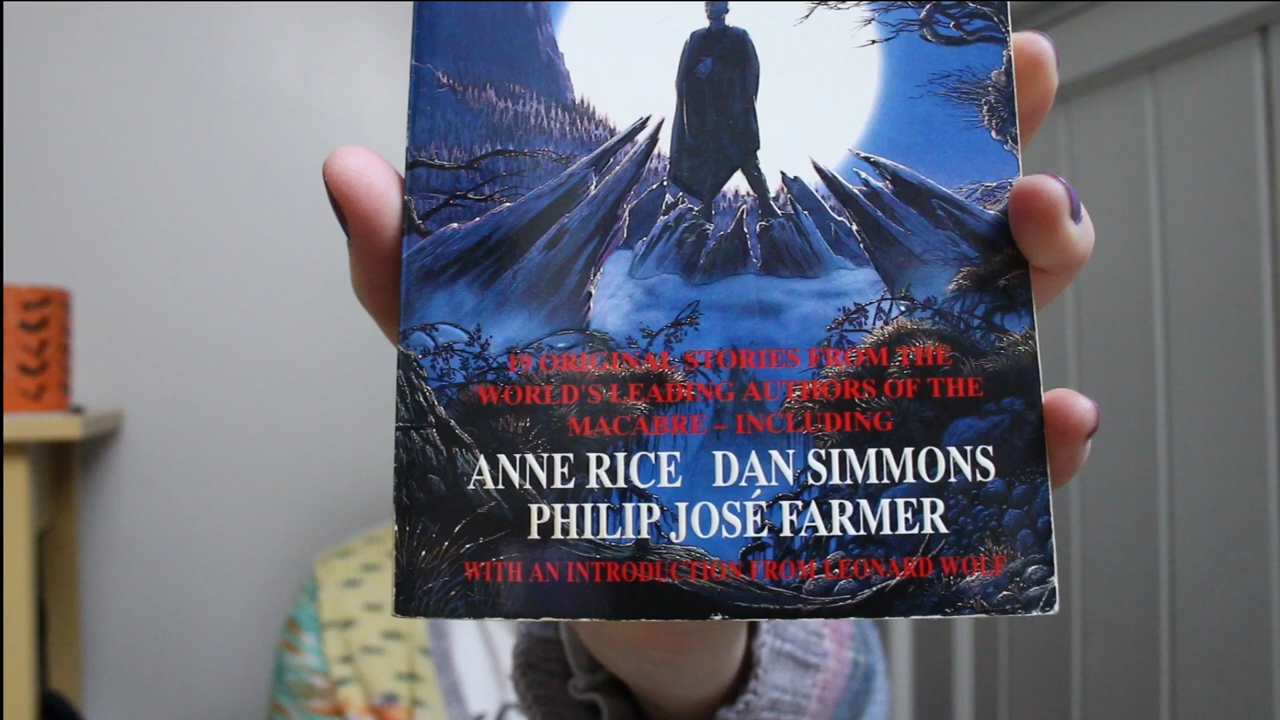 19 ORIGINAL STORIES FROM THE
WORLD'S LEADING AUTHORS OF THE
MACABRE – INCLUDING
ANNE RICE DAN SIMMONS
PHILIP JOSÉ FARMER
WITH AN INTRODUCTION FROM LEONARD WOLF